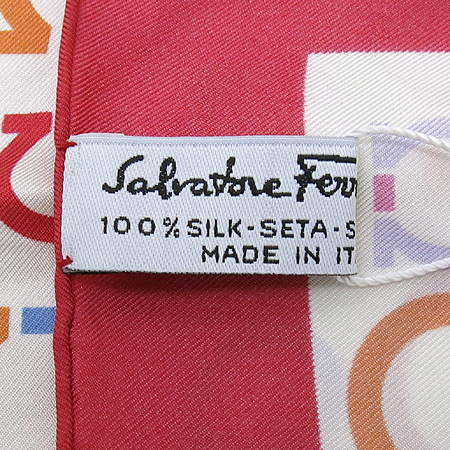 Salvatore Ferr
100% SILK-SETA-S
MADE IN IT